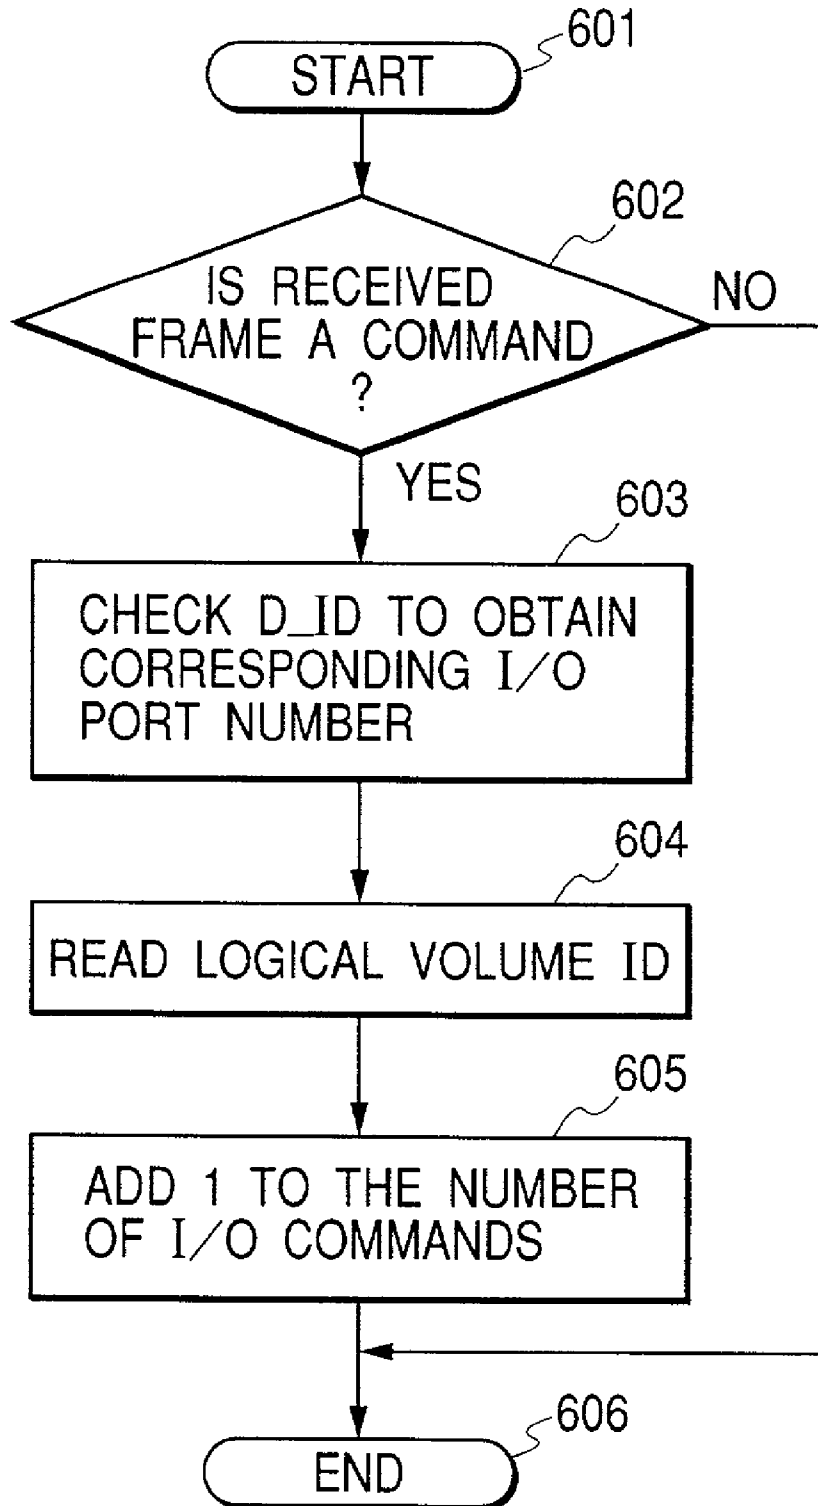 601
START
602
IS RECEIVED
FRAME A COMMAND
?
NO
YES
603
CHECK D_ID TO OBTAIN
CORRESPONDING I/O
PORT NUMBER
604
READ LOGICAL VOLUME ID
605
ADD 1 TO THE NUMBER
OF I/O COMMANDS
606
END